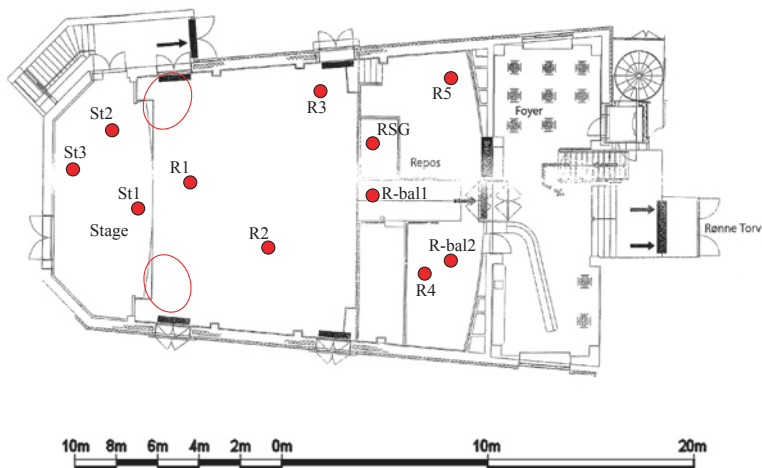 R5
R3
St2
Foyer
RSG
Repos
St3
R1
R-bal1
St1
Stage
Rønne Torv
R2
R-bal2
R4
10m 8m 6m 4m 2m 0m 10m 20m